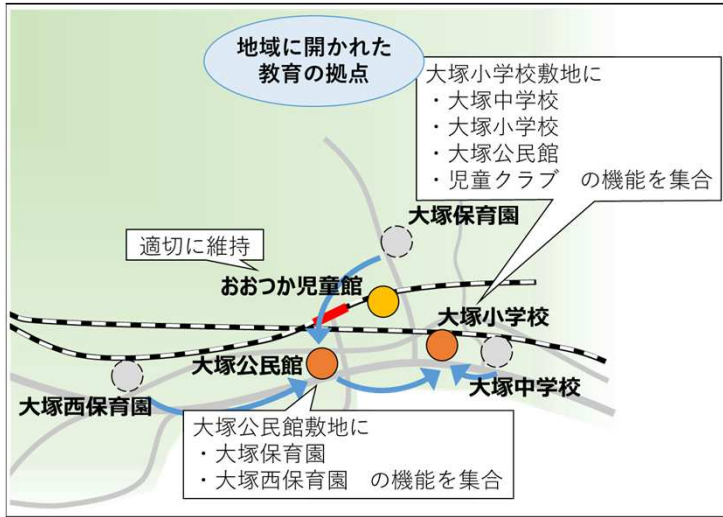 地域に開かれた
教育の拠点
大塚小学校敷地に
・大塚中学校
・大塚小学校
・大塚公民館
・児童クラブ　の機能を集合
大塚保育園
適切に維持
おおつか児童館
大塚小学校
大塚公民館
大塚西保育園
大塚中学校
大塚公民館敷地に
・大塚保育園
・大塚西保育園　の機能を集合